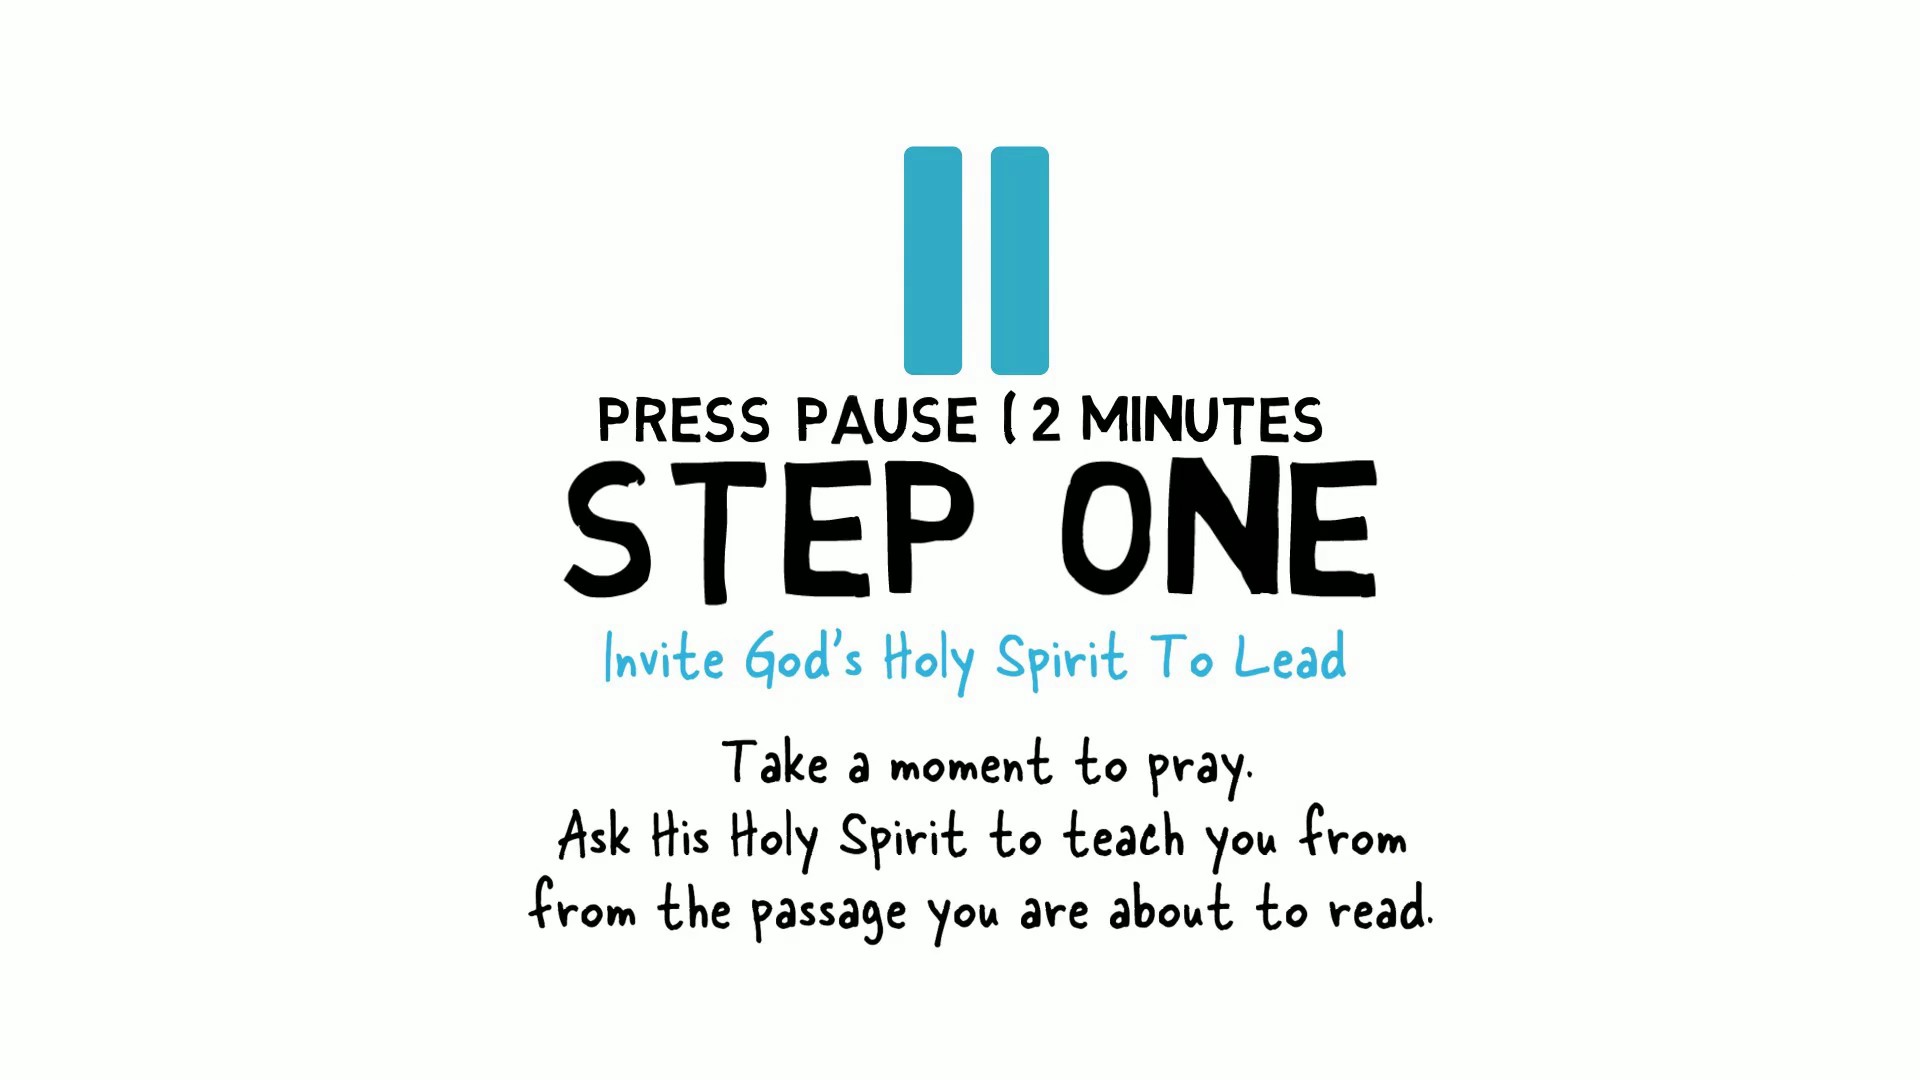 PRESS PAUSE ( 2 MINUTES
STEP ONE
Invite God's Holy Spirit To Lead
Take a moment to pray.
Ask His Holy Spirit to teach you from
from the passage you are about to read.